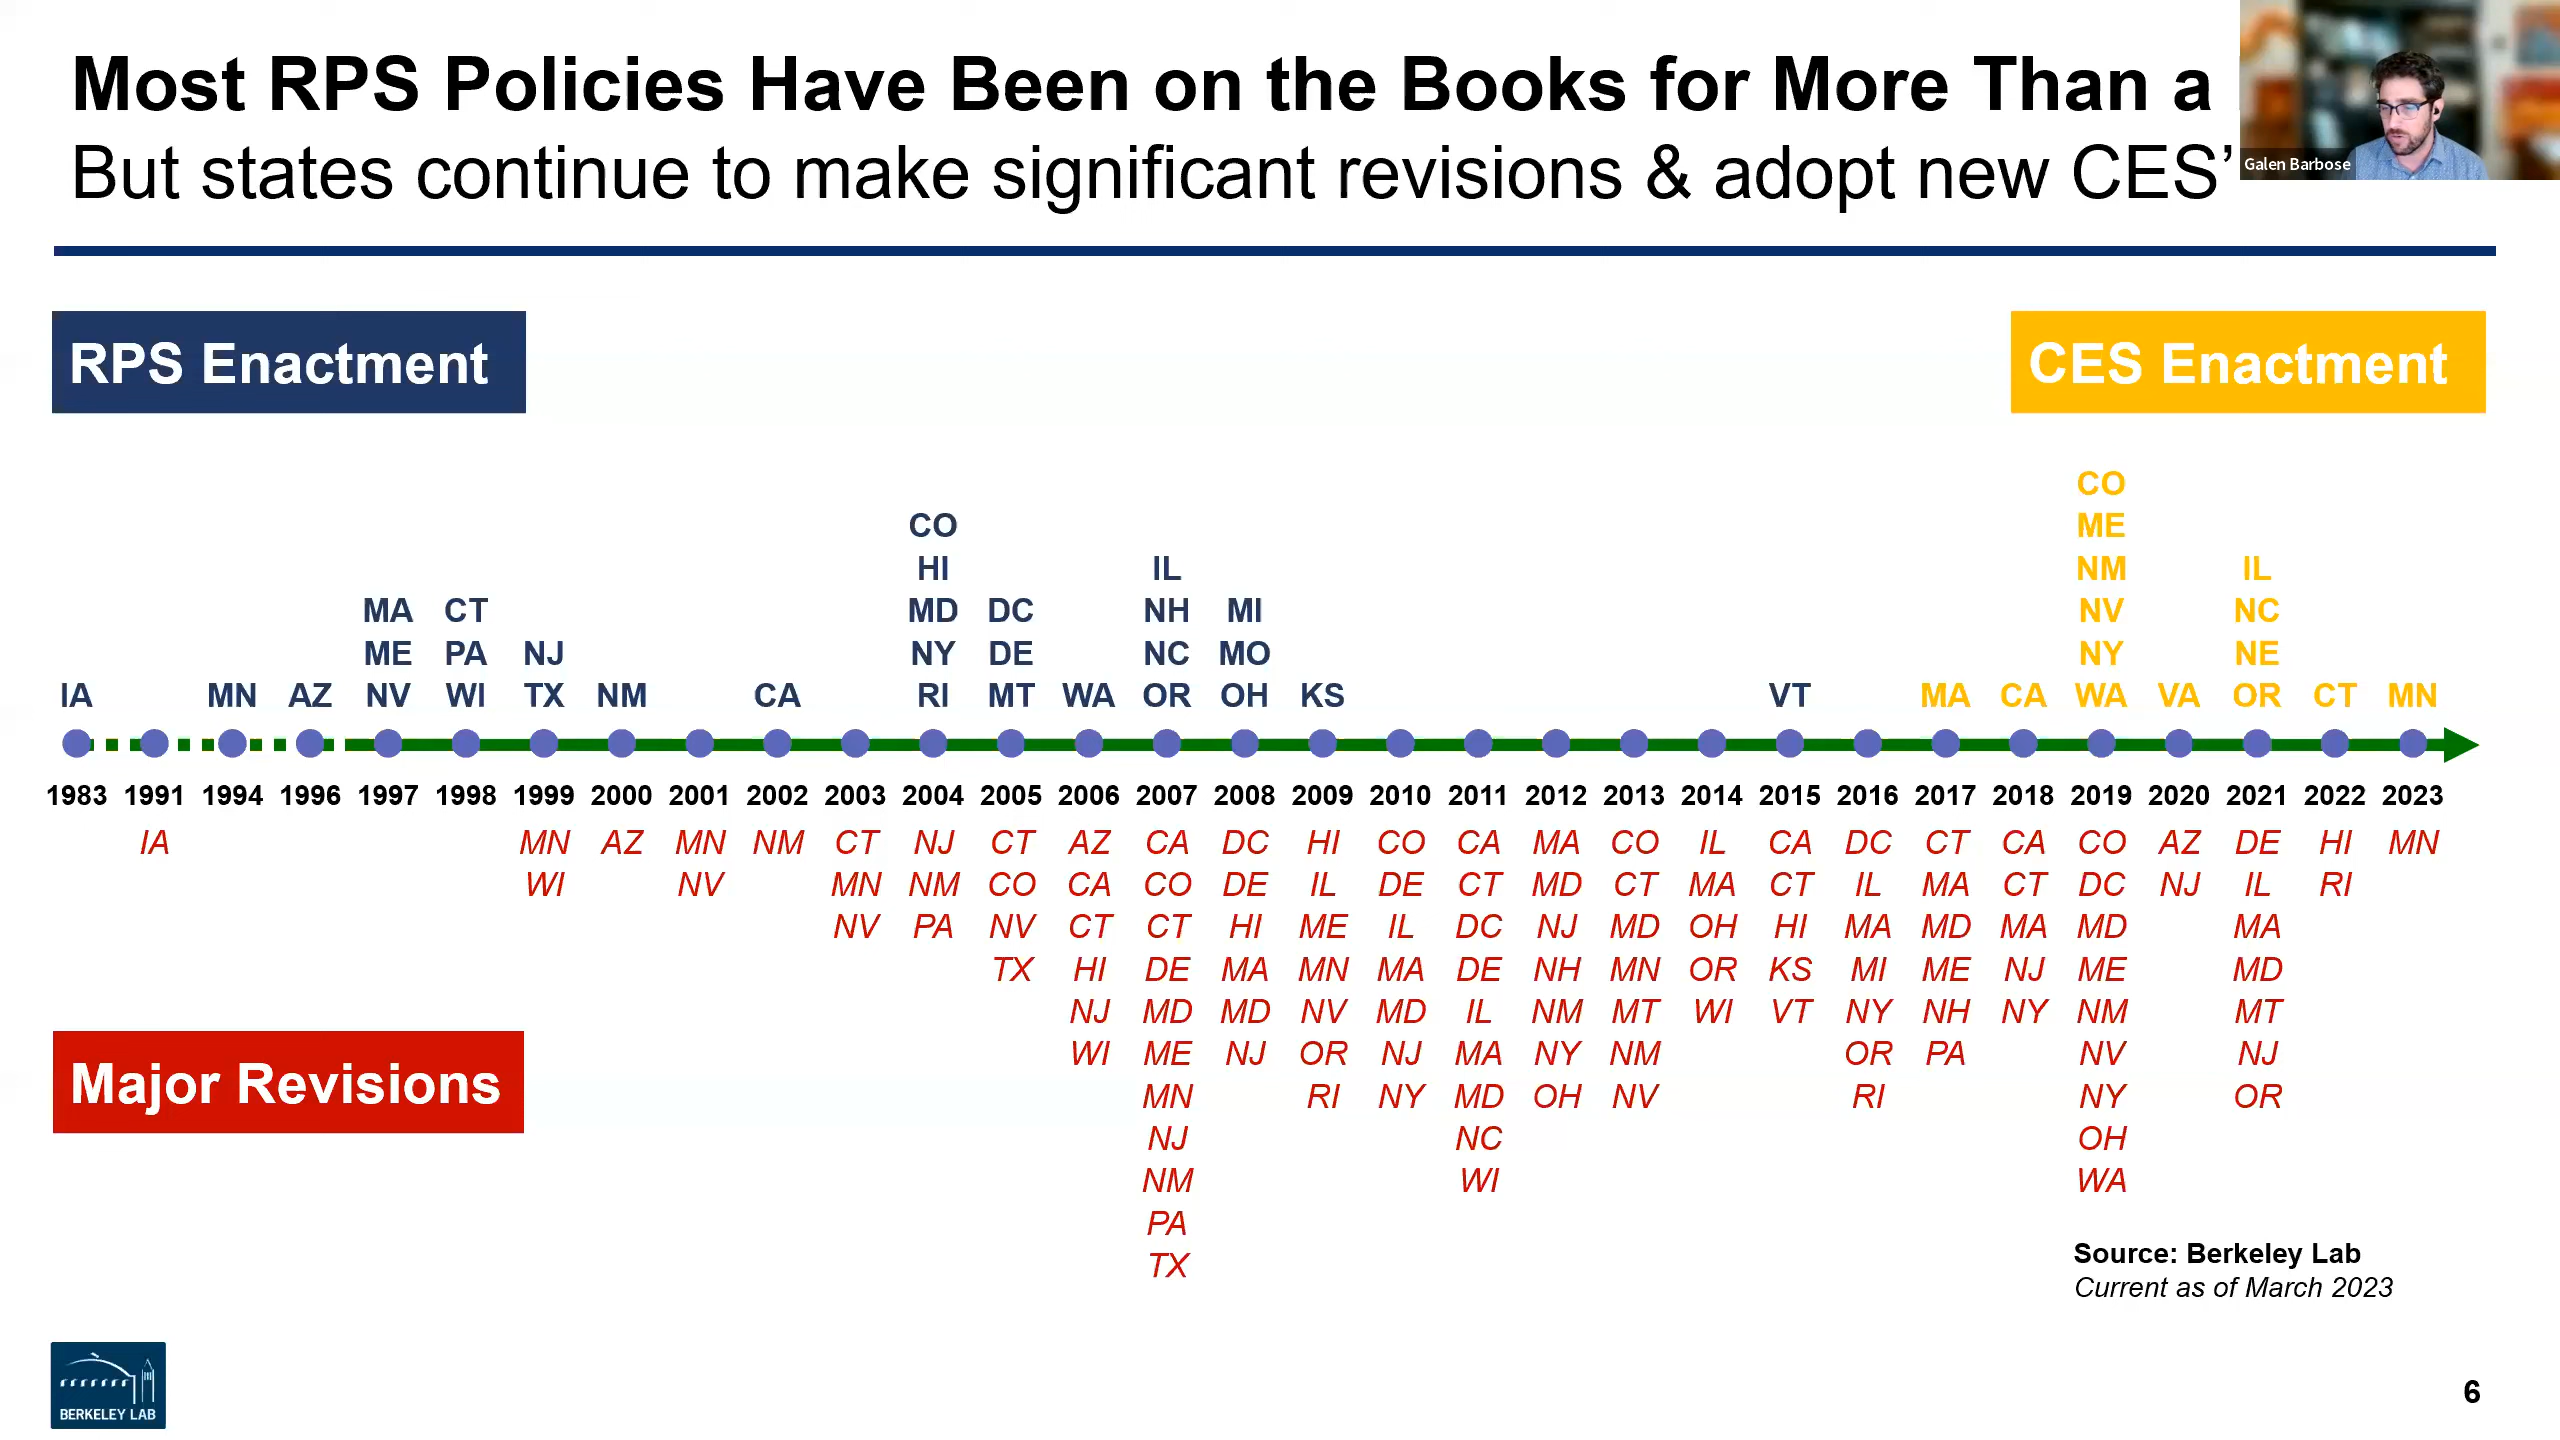 Most RPS Policies Have Been on the Books for More Than a
But states continue to make significant revisions & adopt new CES’
Galen Barbose
RPS Enactment
CES Enactment
CO
CO
ME
HI
IL
NM
IL
MA
CT
MD
DC
NH
MI
NV
NC
ME
PA
NJ
NY
DE
NC
MO
NY
NE
IA
MN
AZ
NV
WI
TX
NM
CA
RI
MT
WA
OR
OH
KS
VT
MA
CA
WA
VA
OR
CT
MN
1983 1991 1994 1996 1997 1998 1999 2000 2001 2002 2003 2004 2005 2006 2007 2008 2009 2010 2011 2012 2013 2014 2015 2016 2017 2018 2019 2020 2021 2022 2023
IA MN AZ MN NM CT NJ CT AZ CA DC HI CO CA MA CO IL CA DC CT CA CO AZ DE HI MN
WI NV MN NM CO CA CO DE IL DE CT MD CT MA CT IL MA CT DC NJ IL RI
NV PA NV CT CT HI ME IL DC NJ MD OH HI MA MD MA MD MA
TX HI DE MA MN MA DE NH MN OR KS MI ME NJ ME MD
NJ MD MD NV MD IL NM MT WI VT NY NH NY NM MT
WI ME NJ OR NJ MA NY NM OR PA NV NJ
MN RI NY MD OH NV RI NY OR
NJ NC OH
NM WI WA
PA
TX
Major Revisions
Source: Berkeley Lab
Current as of March 2023
BERKELEY LAB
6